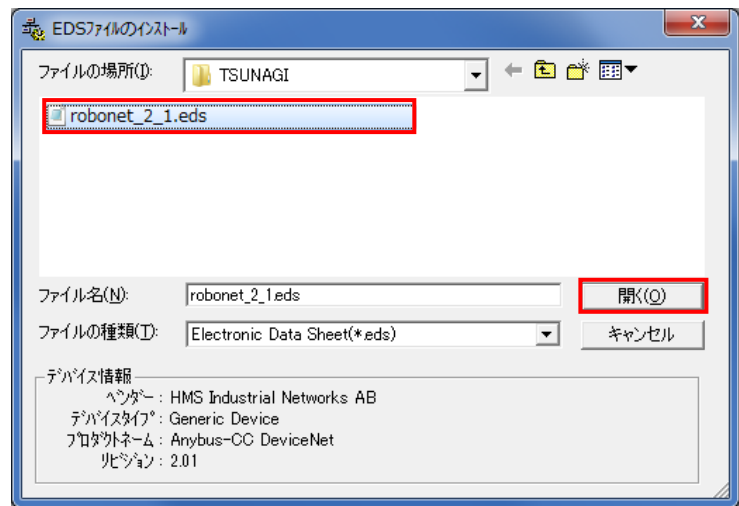 EDSファイルのインストール
ファイルの場所(I):
TSUNAGI
robonet_2_1.eds
ファイル名(N):
robonet_2_1.eds
開く(O)
ファイルの種類(T):
Electronic Data Sheet(*.eds)
キャンセル
デバイス情報
ベンダー : HMS Industrial Networks AB
デバイスタイプ : Generic Device
プロダクトネーム : Anybus-CC DeviceNet
リビジョン : 2.01